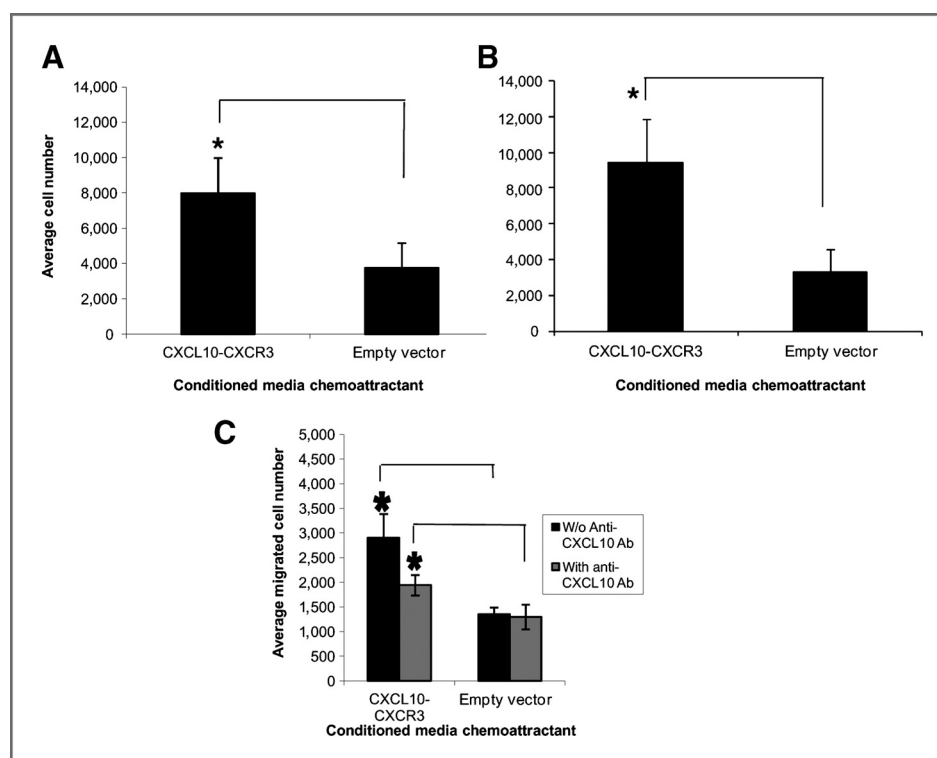 A
Average cell number
14,000
12,000
10,000
8,000
6,000
4,000
2,000
0
*
CXCL10-CXCR3 Empty vector
Conditioned media chemoattractant
B
14,000
12,000
10,000
8,000
6,000
4,000
2,000
0
*
CXCL10-CXCR3 Empty vector
Conditioned media chemoattractant
C
Average migrated cell number
5,000
4,500
4,000
3,500
3,000
2,500
2,000
1,500
1,000
500
0
*
*
W/o Anti-
CXCL10 Ab
With anti-
CXCL10 Ab
CXCL10-
CXCR3
Empty vector
Conditioned media chemoattractant